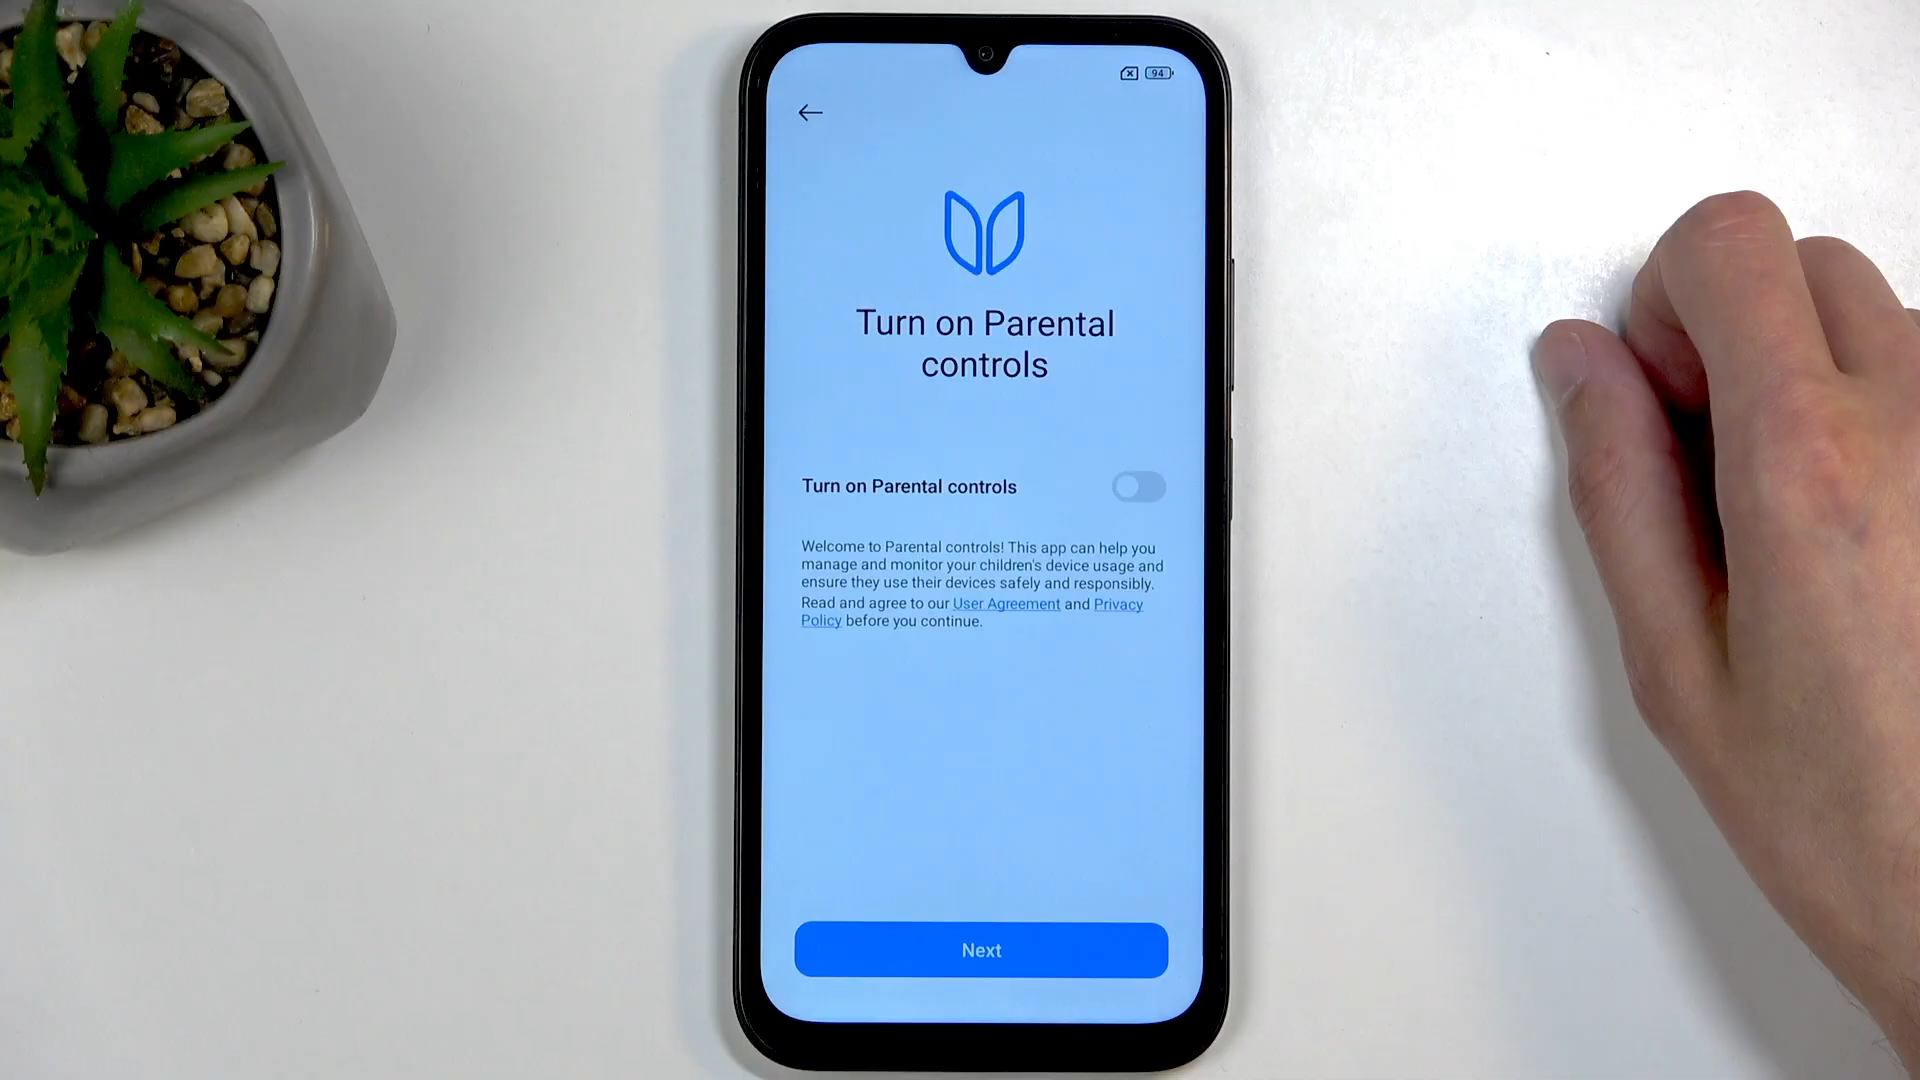 94
Turn on Parental
controls
Turn on Parental controls
Welcome to Parental controls! This app can help you
manage and monitor your children's device usage and
ensure they use their devices safely and responsibly.
Read and agree to our User Agreement and Privacy
Policy before you continue.
Next